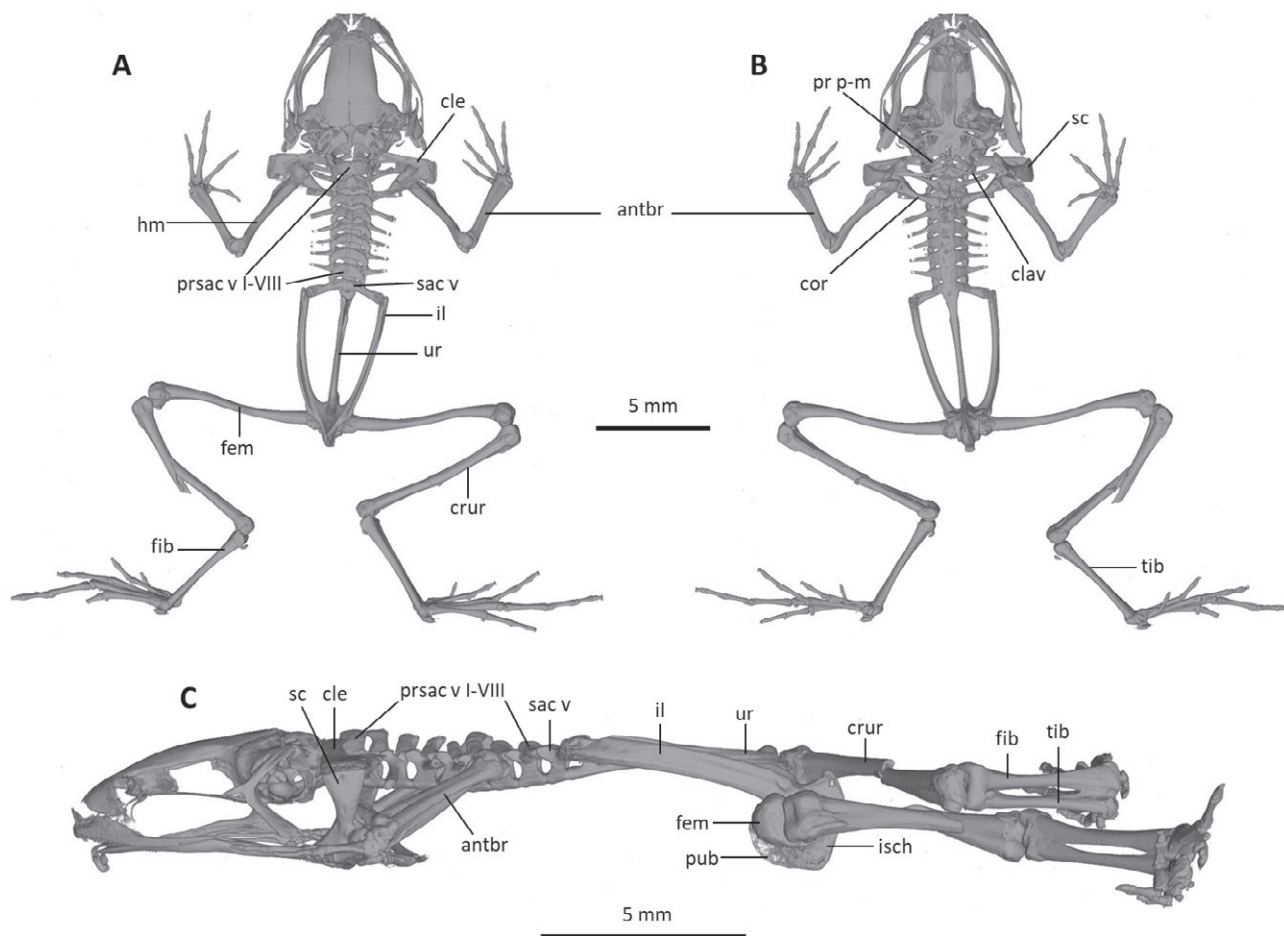 A
B
pr p-m
cle
sc
hm
antbr
prsac v I-VIII
sac v
cor
clav
il
ur
5 mm
fem
crur
fib
tib
C
sc
cle
prsac v I-VIII
sac v
il
ur
crur
fib
tib
antbr
fem
pub
isch
5 mm